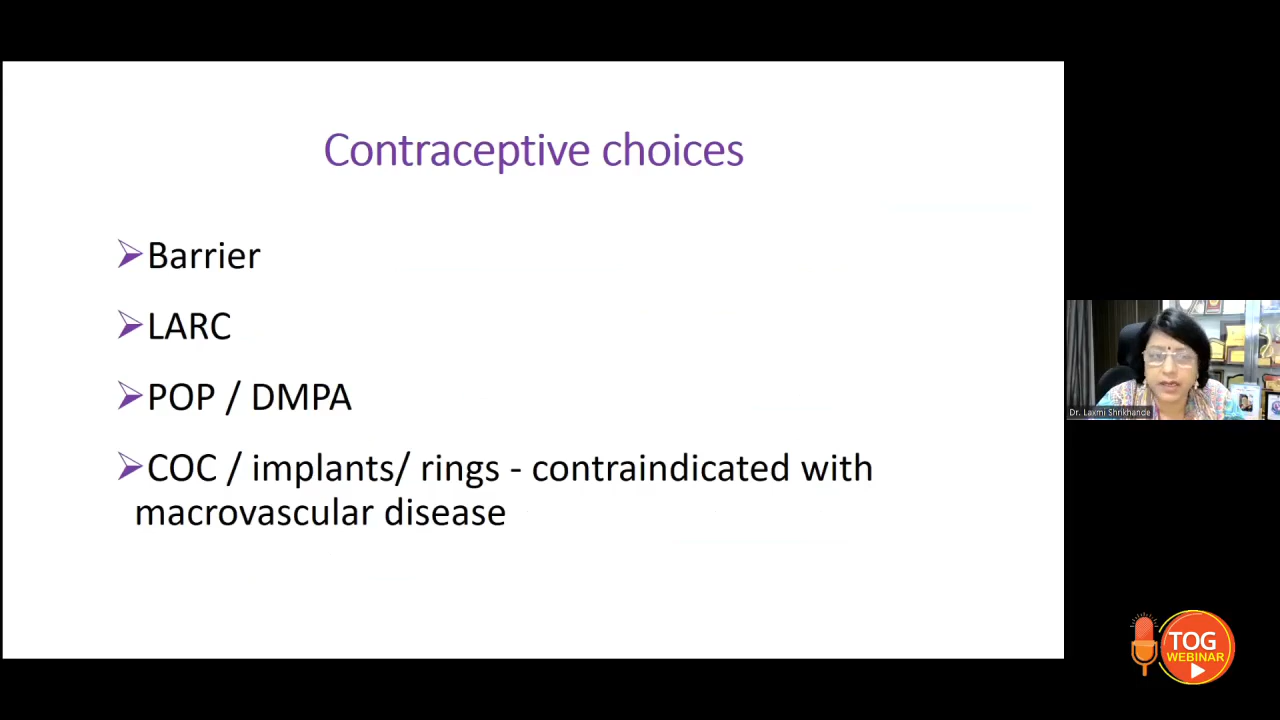 Contraceptive choices
Barrier
LARC
POP / DMPA
COC / implants/ rings - contraindicated with
macrovascular disease
Dr. Laxmi Shrikhande
TOG
WEBINAR